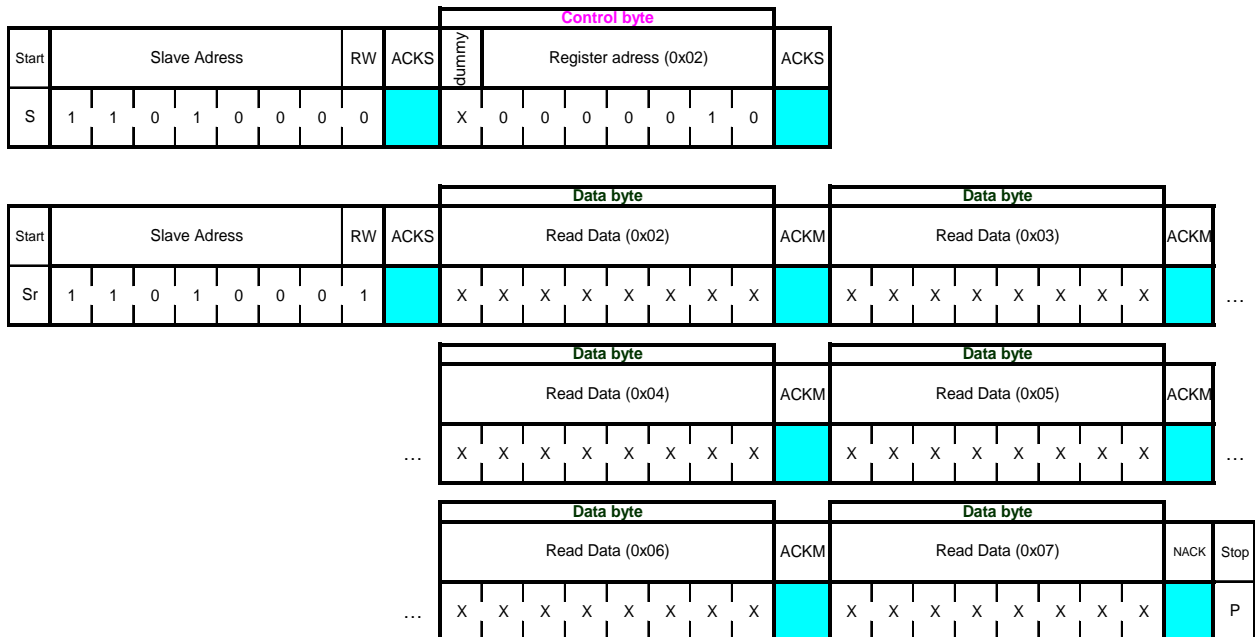 Control byte
Start Slave Adress RW ACKS dummy Register adress (0x02) ACKS
S 1 1 0 1 0 0 0 0 X 0 0 0 0 0 1 0
Data byte Data byte
Start Slave Adress RW ACKS Read Data (0x02) ACKM Read Data (0x03) ACKM
Sr 1 1 0 1 0 0 0 1 X X X X X X X X X X X X X X X X ...
Data byte Data byte
Read Data (0x04) ACKM Read Data (0x05) ACKM
... X X X X X X X X X X X X X X X X ...
Data byte Data byte
Read Data (0x06) ACKM Read Data (0x07) NACK Stop
... X X X X X X X X X X X X X X X X P